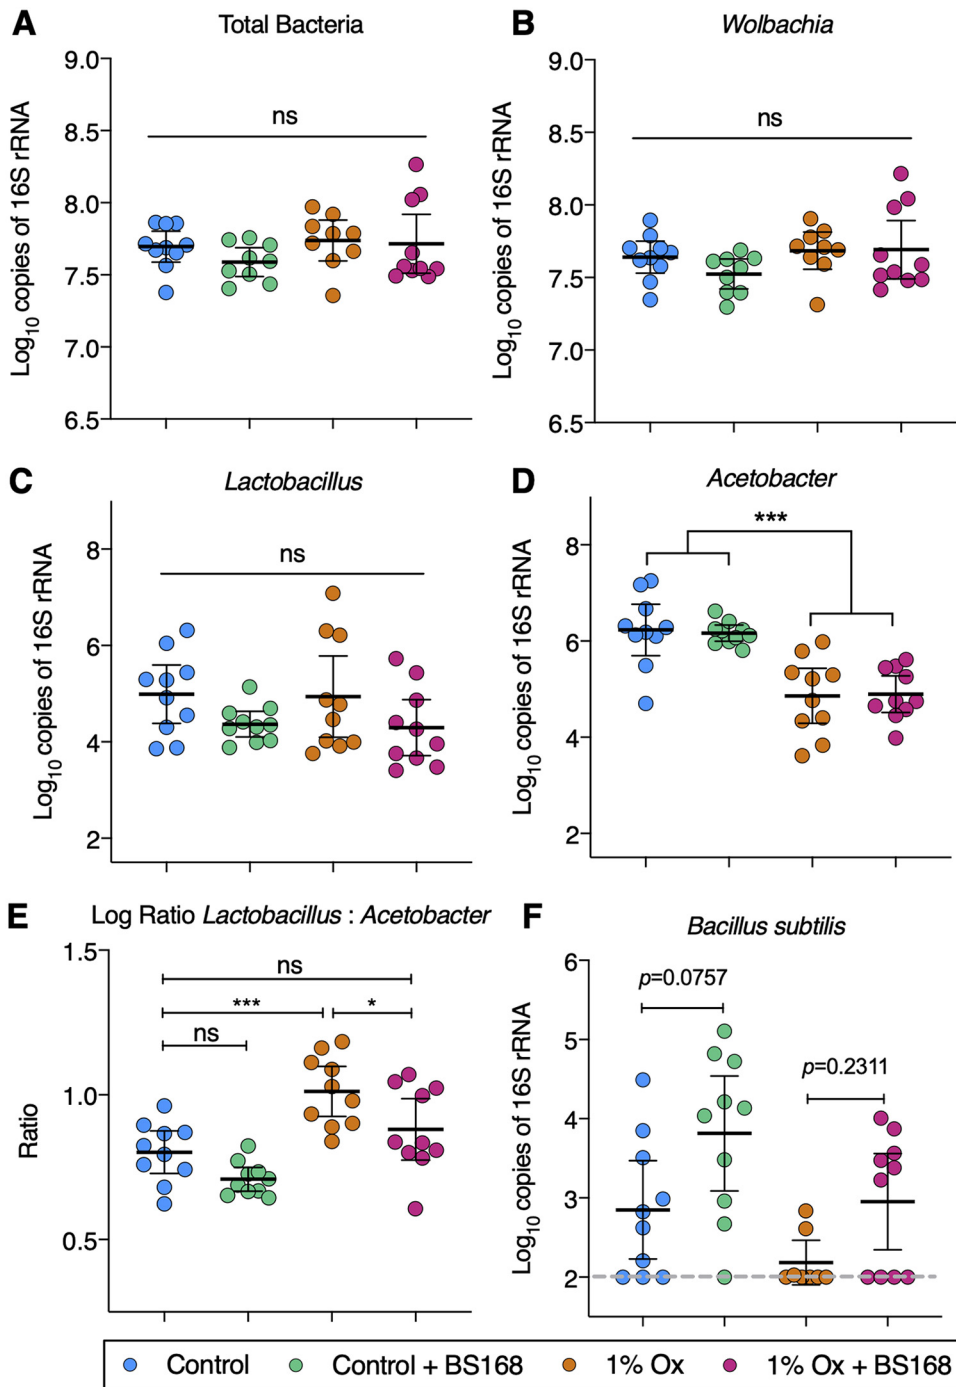 A Total Bacteria
Log10 copies of 16S rRNA
9.0
8.5
8.0
7.5
7.0
6.5
ns
B Wolbachia
Log10 copies of 16S rRNA
9.0
8.5
8.0
7.5
7.0
6.5
ns
C Lactobacillus
Log10 copies of 16S rRNA
8
6
4
2
ns
D Acetobacter
Log10 copies of 16S rRNA
8
6
4
2
***
E Log Ratio Lactobacillus : Acetobacter
Ratio
1.5
1.0
0.5
ns
*** *
ns
F Bacillus subtilis
Log10 copies of 16S rRNA
6
5
4
3
2
p=0.0757
p=0.2311
Control Control + BS168 1% Ox 1% Ox + BS168